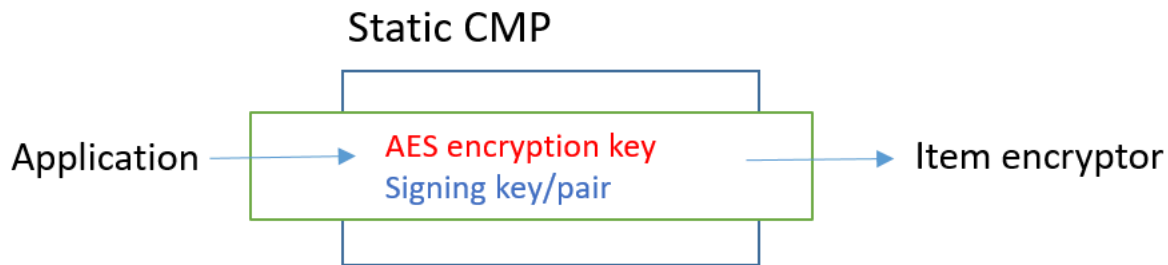 Static CMP
Application
AES encryption key
Signing key/pair
Item encryptor